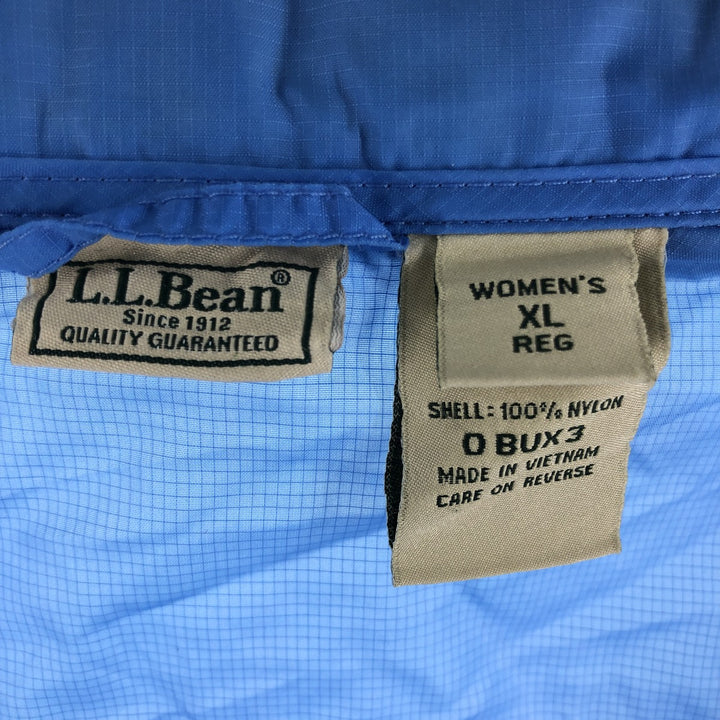 L.L.Bean®
Since 1912
QUALITY GUARANTEED
WOMEN'S
XL
REG
SHELL: 100% NYLON
0 BUX3
MADE IN VIETNAM
CARE ON REVERSE